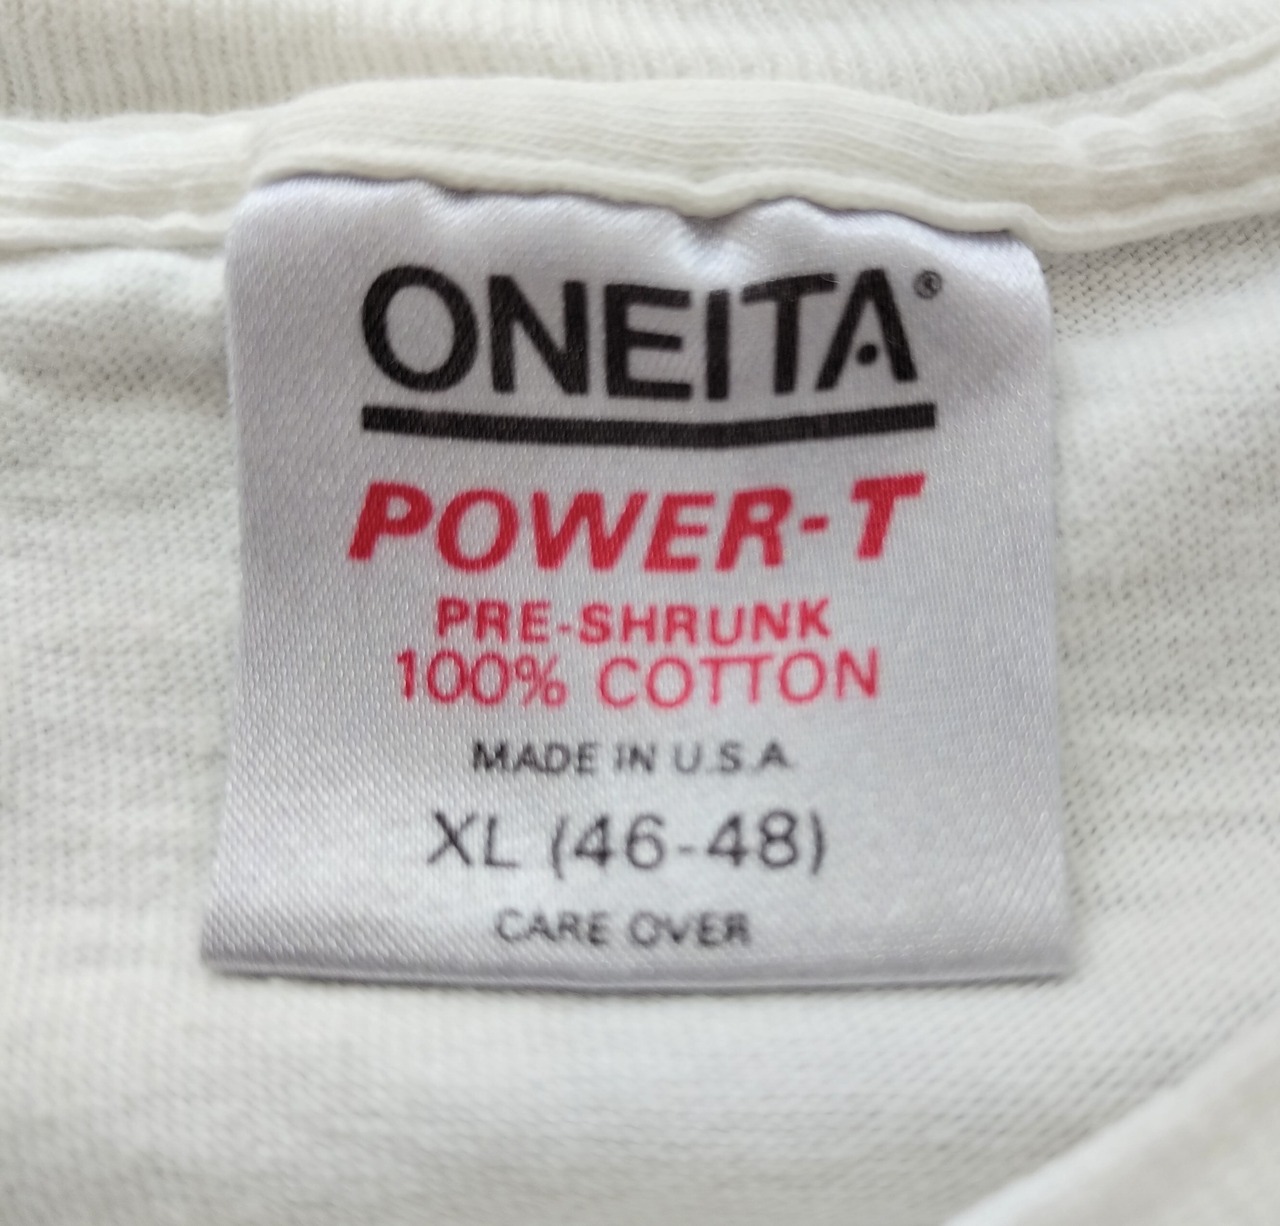 ONEITA®
POWER-T
PRE-SHRUNK
100% COTTON
MADE IN U.S.A.
XL (46-48)
CARE OVER